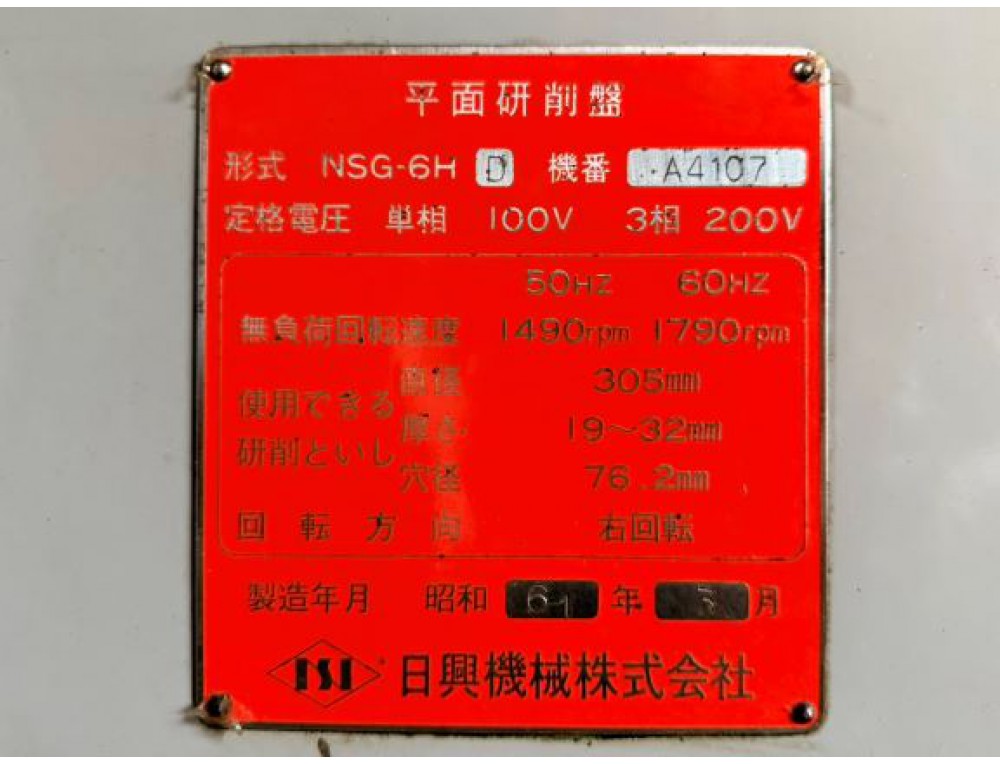 平面研削盤
形式 NSG-6H D 機番 A4107
定格電圧 単相 100V 3相 200V
50HZ 60HZ
無負荷回転速度 1490rpm 1790rpm
使用できる研削といし 直径 305mm
厚さ 19~32mm
穴径 76.2mm
回転方向 右回転
製造年月 昭和 61年 月
日興機械株式会社